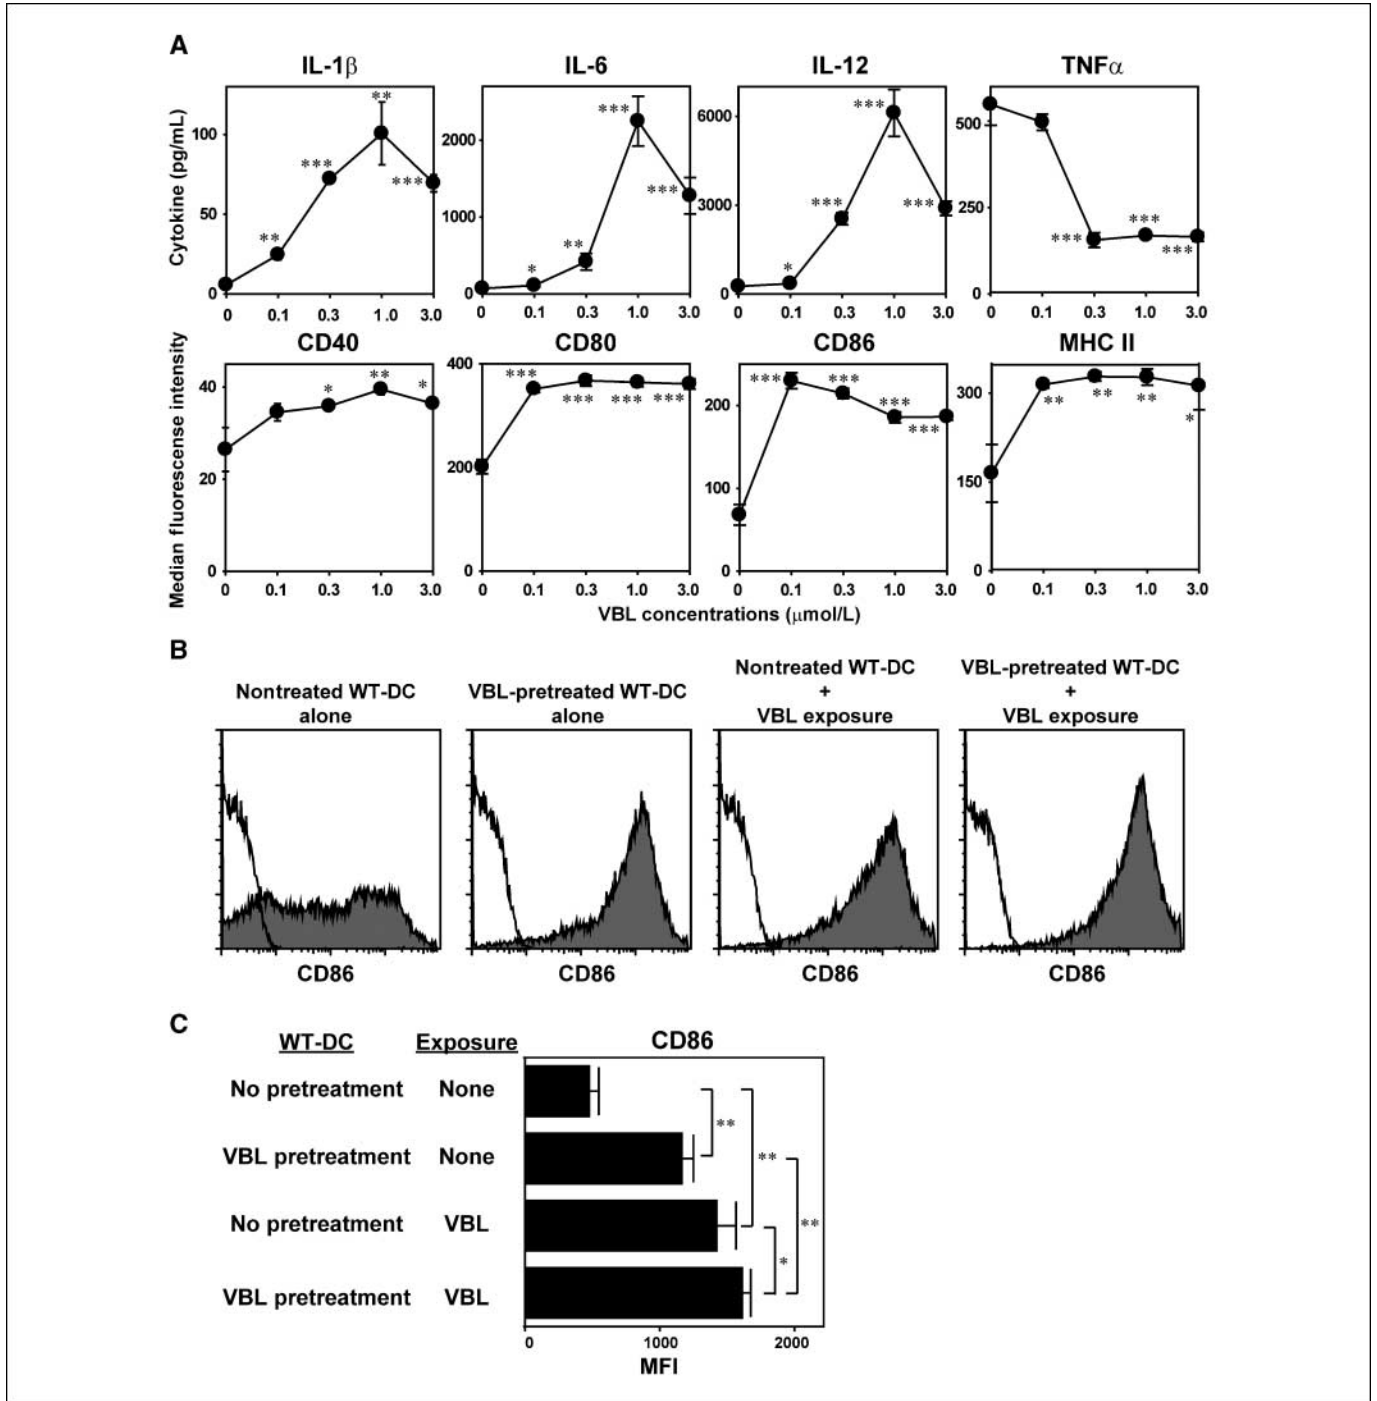 A
IL-1β
IL-6
IL-12
TNFα
Cytokine (pg/mL)
100
50
0
**
***
**
***
0
0.1
0.3
1.0
3.0
2000
1000
0
*
**
***
***
0
0.1
0.3
1.0
3.0
6000
3000
0
*
***
***
***
0
0.1
0.3
1.0
3.0
500
250
0
***
***
***
0
0.1
0.3
1.0
3.0
CD40
CD80
CD86
MHC II
Median fluorescense intensity
40
20
0
*
**
*
0
0.1
0.3
1.0
3.0
400
200
0
***
***
***
***
0
0.1
0.3
1.0
3.0
200
100
0
***
***
***
***
0
0.1
0.3
1.0
3.0
300
150
0
**
**
**
*
0
0.1
0.3
1.0
3.0
VBL concentrations (μmol/L)
B
Nontreated WT-DC
alone
VBL-pretreated WT-DC
alone
Nontreated WT-DC
+
VBL exposure
VBL-pretreated WT-DC
+
VBL exposure
CD86
CD86
CD86
CD86
C
WT-DC
Exposure
CD86
No pretreatment
None
VBL pretreatment
None
No pretreatment
VBL
VBL pretreatment
VBL
**
**
**
*
0
1000
2000
MFI